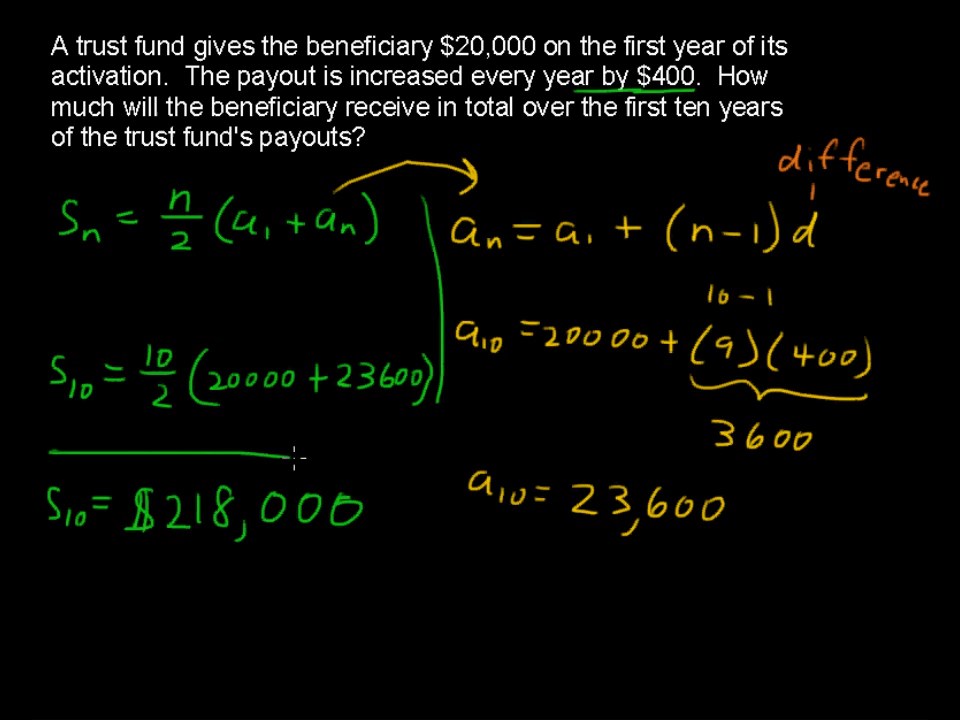 A trust fund gives the beneficiary $20,000 on the first year of its
activation.  The payout is increased every year by $400.  How
much will the beneficiary receive in total over the first ten years
of the trust fund's payouts?
difference
Sn = n/2 (a1 + an)
an = a1 + (n-1)d
10-1
a10 = 20000 + (9)(400)
S10 = 10/2 (20000 + 23600)
3600
a10 = 23,600
S10 = $218,000